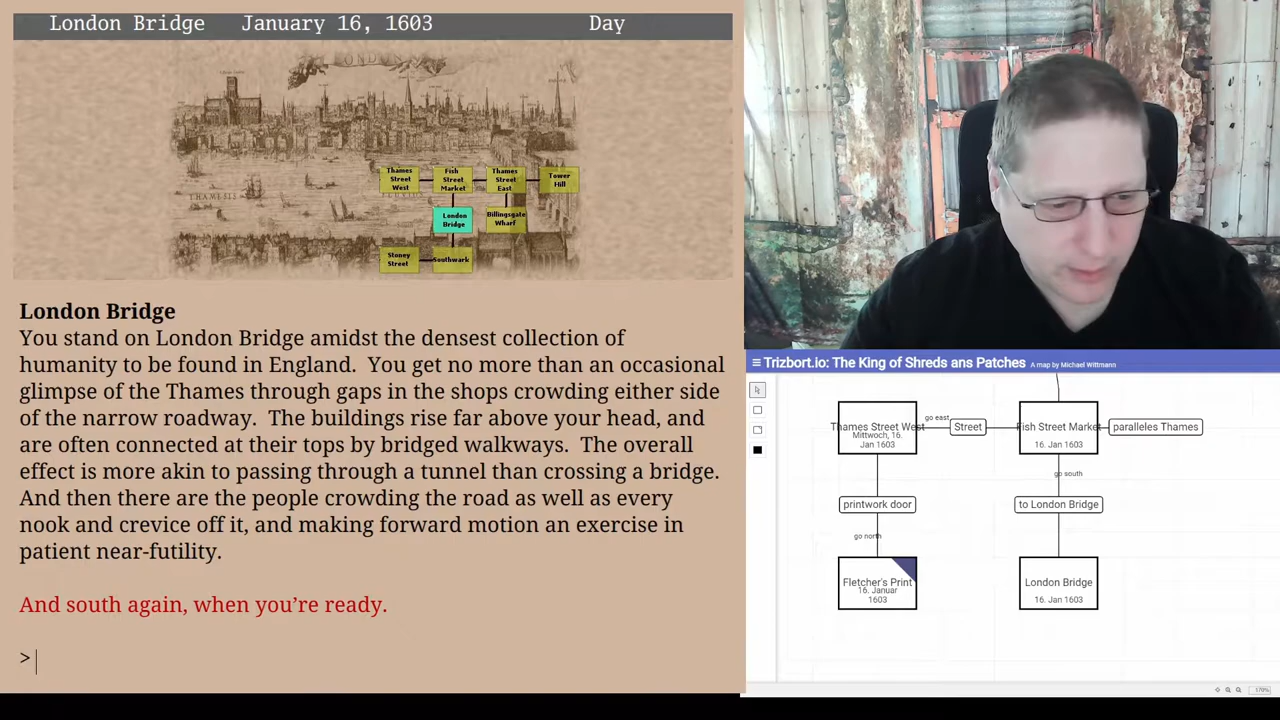 London Bridge January 16, 1603 Day
LONDON
THAMESIS
Thames
Street
West
Fish
Street
Market
Thames
Street
East
Tower
Hill
London
Bridge
Billingsgate
Wharf
Stoney
Street
Southwark
London Bridge
You stand on London Bridge amidst the densest collection of
humanity to be found in England. You get no more than an occasional
glimpse of the Thames through gaps in the shops crowding either side
of the narrow roadway. The buildings rise far above your head, and
are often connected at their tops by bridged walkways. The overall
effect is more akin to passing through a tunnel than crossing a bridge.
And then there are the people crowding the road as well as every
nook and crevice off it, and making forward motion an exercise in
patient near-futility.
And south again, when you’re ready.
>
≡ Trizbort.io: The King of Shreds ans Patches A map by Michael Wittmann
Thames Street West
Mittwoch, 16.
Jan 1603
go east
Street
Fish Street Market
16. Jan 1603
paralleles Thames
go south
printwork door
to London Bridge
go north
Fletcher's Print
16. Januar
1603
London Bridge
16. Jan 1603
170%